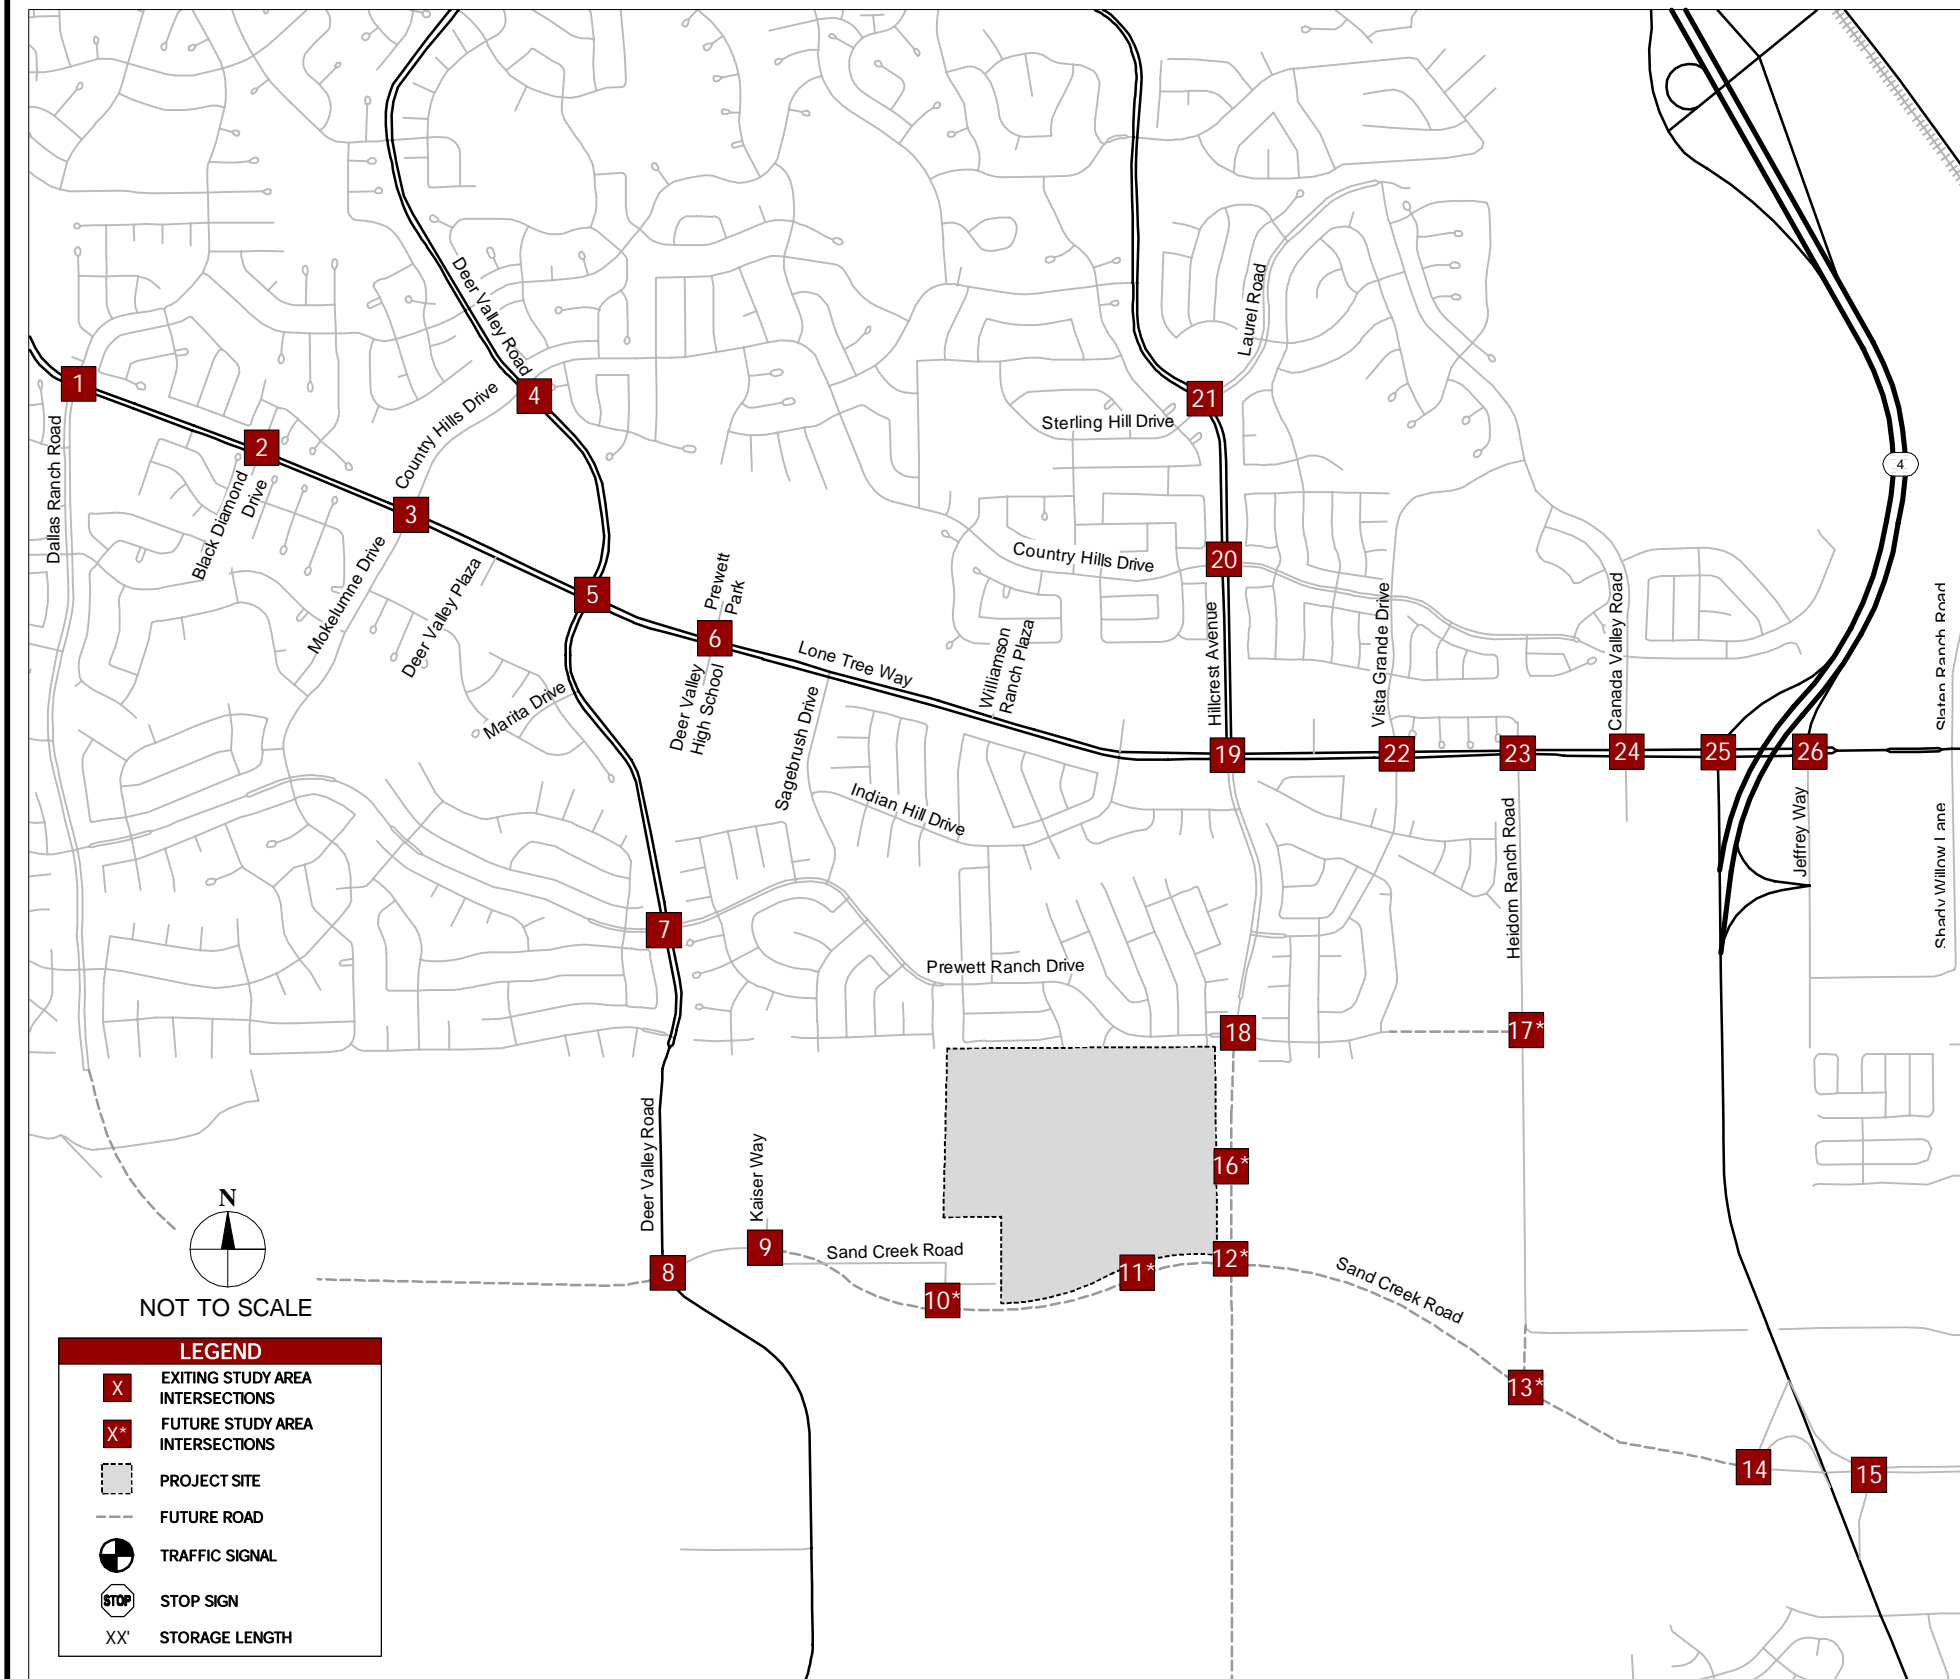 Deer Valley Road
Laurel Road
1
4
21
Sterling Hill Drive
Country Hills Drive
Dallas Ranch Road
2
4
Black Diamond
Drive
3
Mokelumne Drive
Deer Valley Plaza
5
Prewett
Park
6
Deer Valley
High School
Lone Tree Way
Williamson
Ranch Plaza
Country Hills Drive
20
Hillcrest Avenue
Vista Grande Drive
Canada Valley Road
Slaten Ranch Road
Marita Drive
Sagebrush Drive
Indian Hill Drive
19
22
23
24
25
26
Heidorn Ranch Road
Jeffrey Way
Shady Willow Lane
7
Prewett Ranch Drive
18
17*
Deer Valley Road
Kaiser Way
16*
N
NOT TO SCALE
8
9
Sand Creek Road
10*
11*
12*
Sand Creek Road
13*
14
15
LEGEND
X
EXITING STUDY AREA
INTERSECTIONS
X*
FUTURE STUDY AREA
INTERSECTIONS
PROJECT SITE
FUTURE ROAD
TRAFFIC SIGNAL
STOP
STOP SIGN
XX'
STORAGE LENGTH